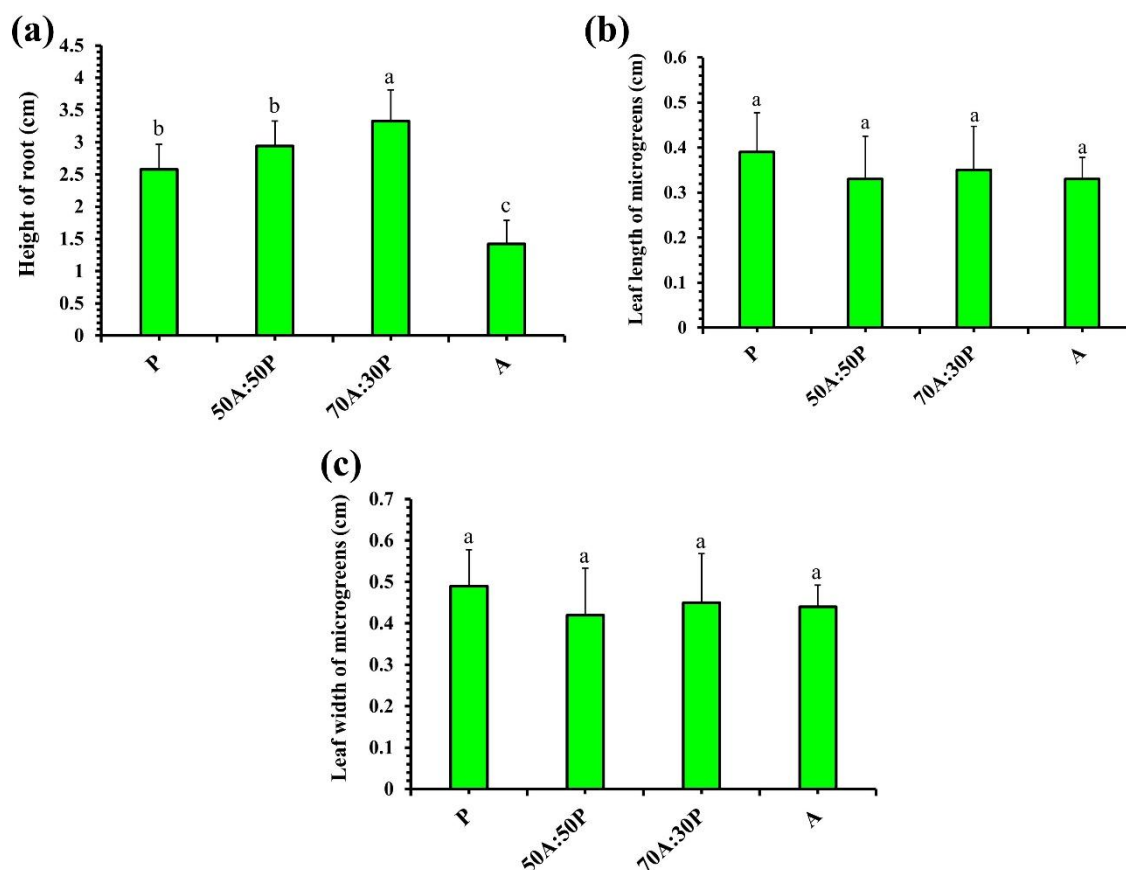 (a)
Height of root (cm)
4.5
4
3.5
3
2.5
2
1.5
1
0.5
0
b
b
a
c
P
50A:50P
70A:30P
A
(b)
Leaf length of microgreens (cm)
0.6
0.5
0.4
0.3
0.2
0.1
0
a
a
a
a
P
50A:50P
70A:30P
A
(c)
Leaf width of microgreens (cm)
0.7
0.6
0.5
0.4
0.3
0.2
0.1
0
a
a
a
a
P
50A:50P
70A:30P
A